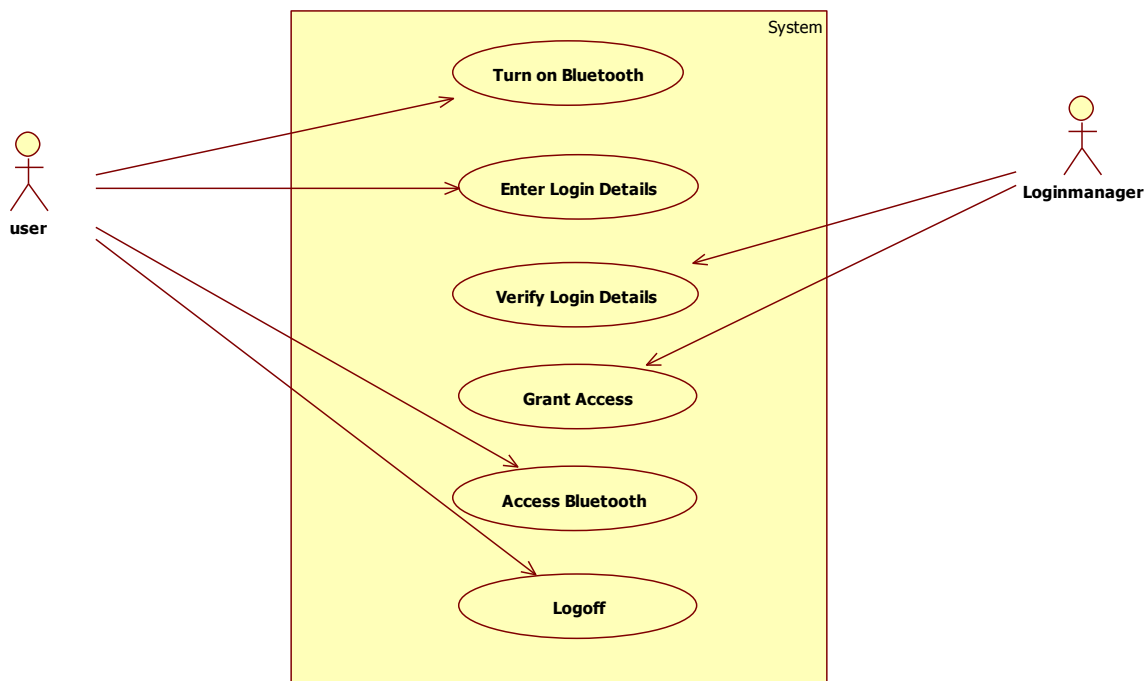 System
Turn on Bluetooth
Enter Login Details
Loginmanager
user
Verify Login Details
Grant Access
Access Bluetooth
Logoff